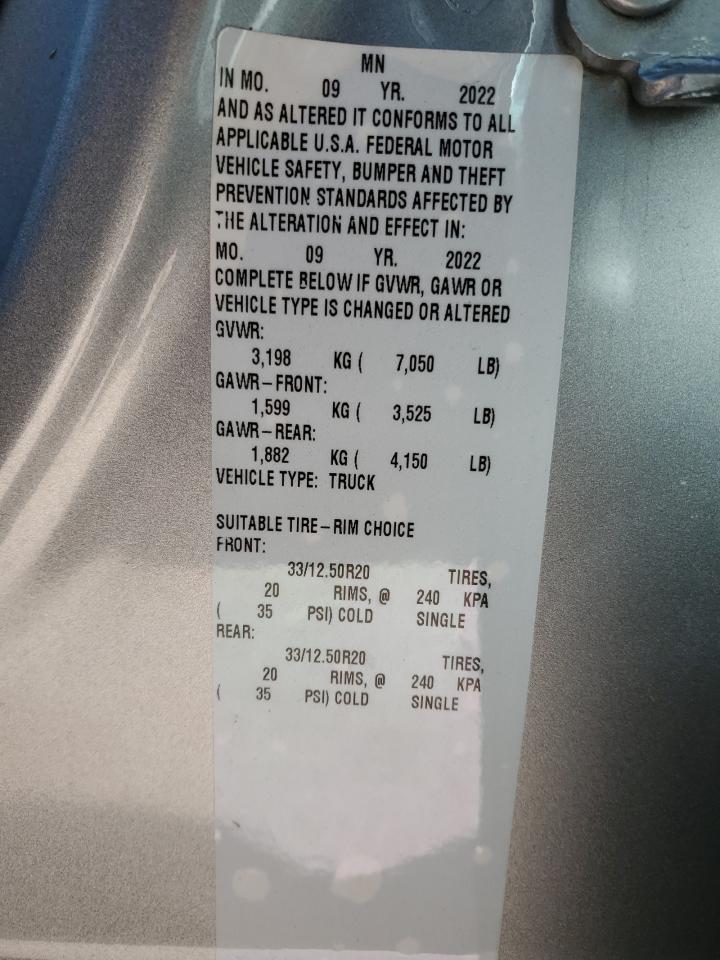 MN
IN MO. 09 YR. 2022
AND AS ALTERED IT CONFORMS TO ALL
APPLICABLE U.S.A. FEDERAL MOTOR
VEHICLE SAFETY, BUMPER AND THEFT
PREVENTION STANDARDS AFFECTED BY
THE ALTERATION AND EFFECT IN:
MO. 09 YR. 2022
COMPLETE BELOW IF GVWR, GAWR OR
VEHICLE TYPE IS CHANGED OR ALTERED
GVWR:
3,198 KG ( 7,050 LB)
GAWR-FRONT:
1,599 KG ( 3,525 LB)
GAWR-REAR:
1,882 KG ( 4,150 LB)
VEHICLE TYPE: TRUCK
SUITABLE TIRE-RIM CHOICE
FRONT:
33/12.50R20 TIRES,
20 RIMS, @ 240 KPA
( 35 PSI) COLD SINGLE
REAR:
33/12.50R20 TIRES,
20 RIMS, @ 240 KPA
( 35 PSI) COLD SINGLE